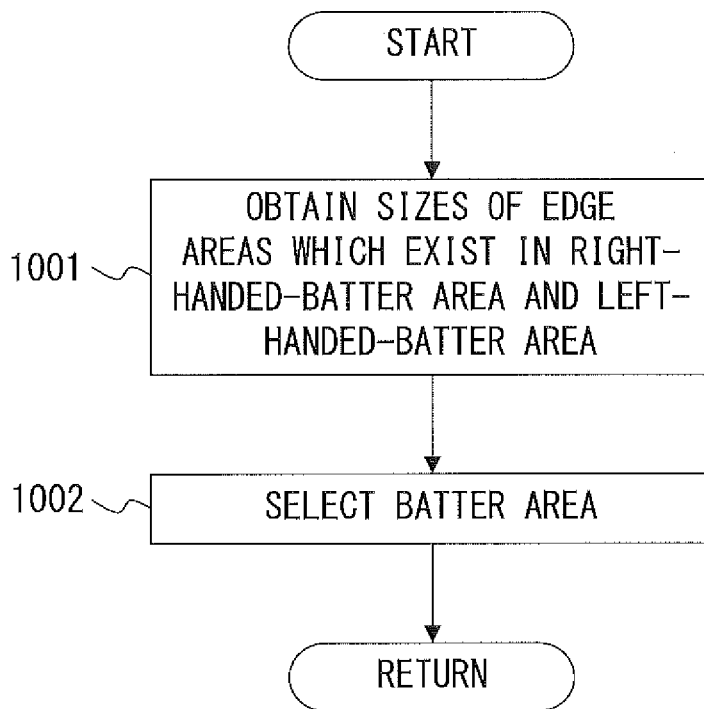 START
OBTAIN SIZES OF EDGE
AREAS WHICH EXIST IN RIGHT-
1001
HANDED-BATTER AREA AND LEFT-
HANDED-BATTER AREA
1002
SELECT BATTER AREA
RETURN